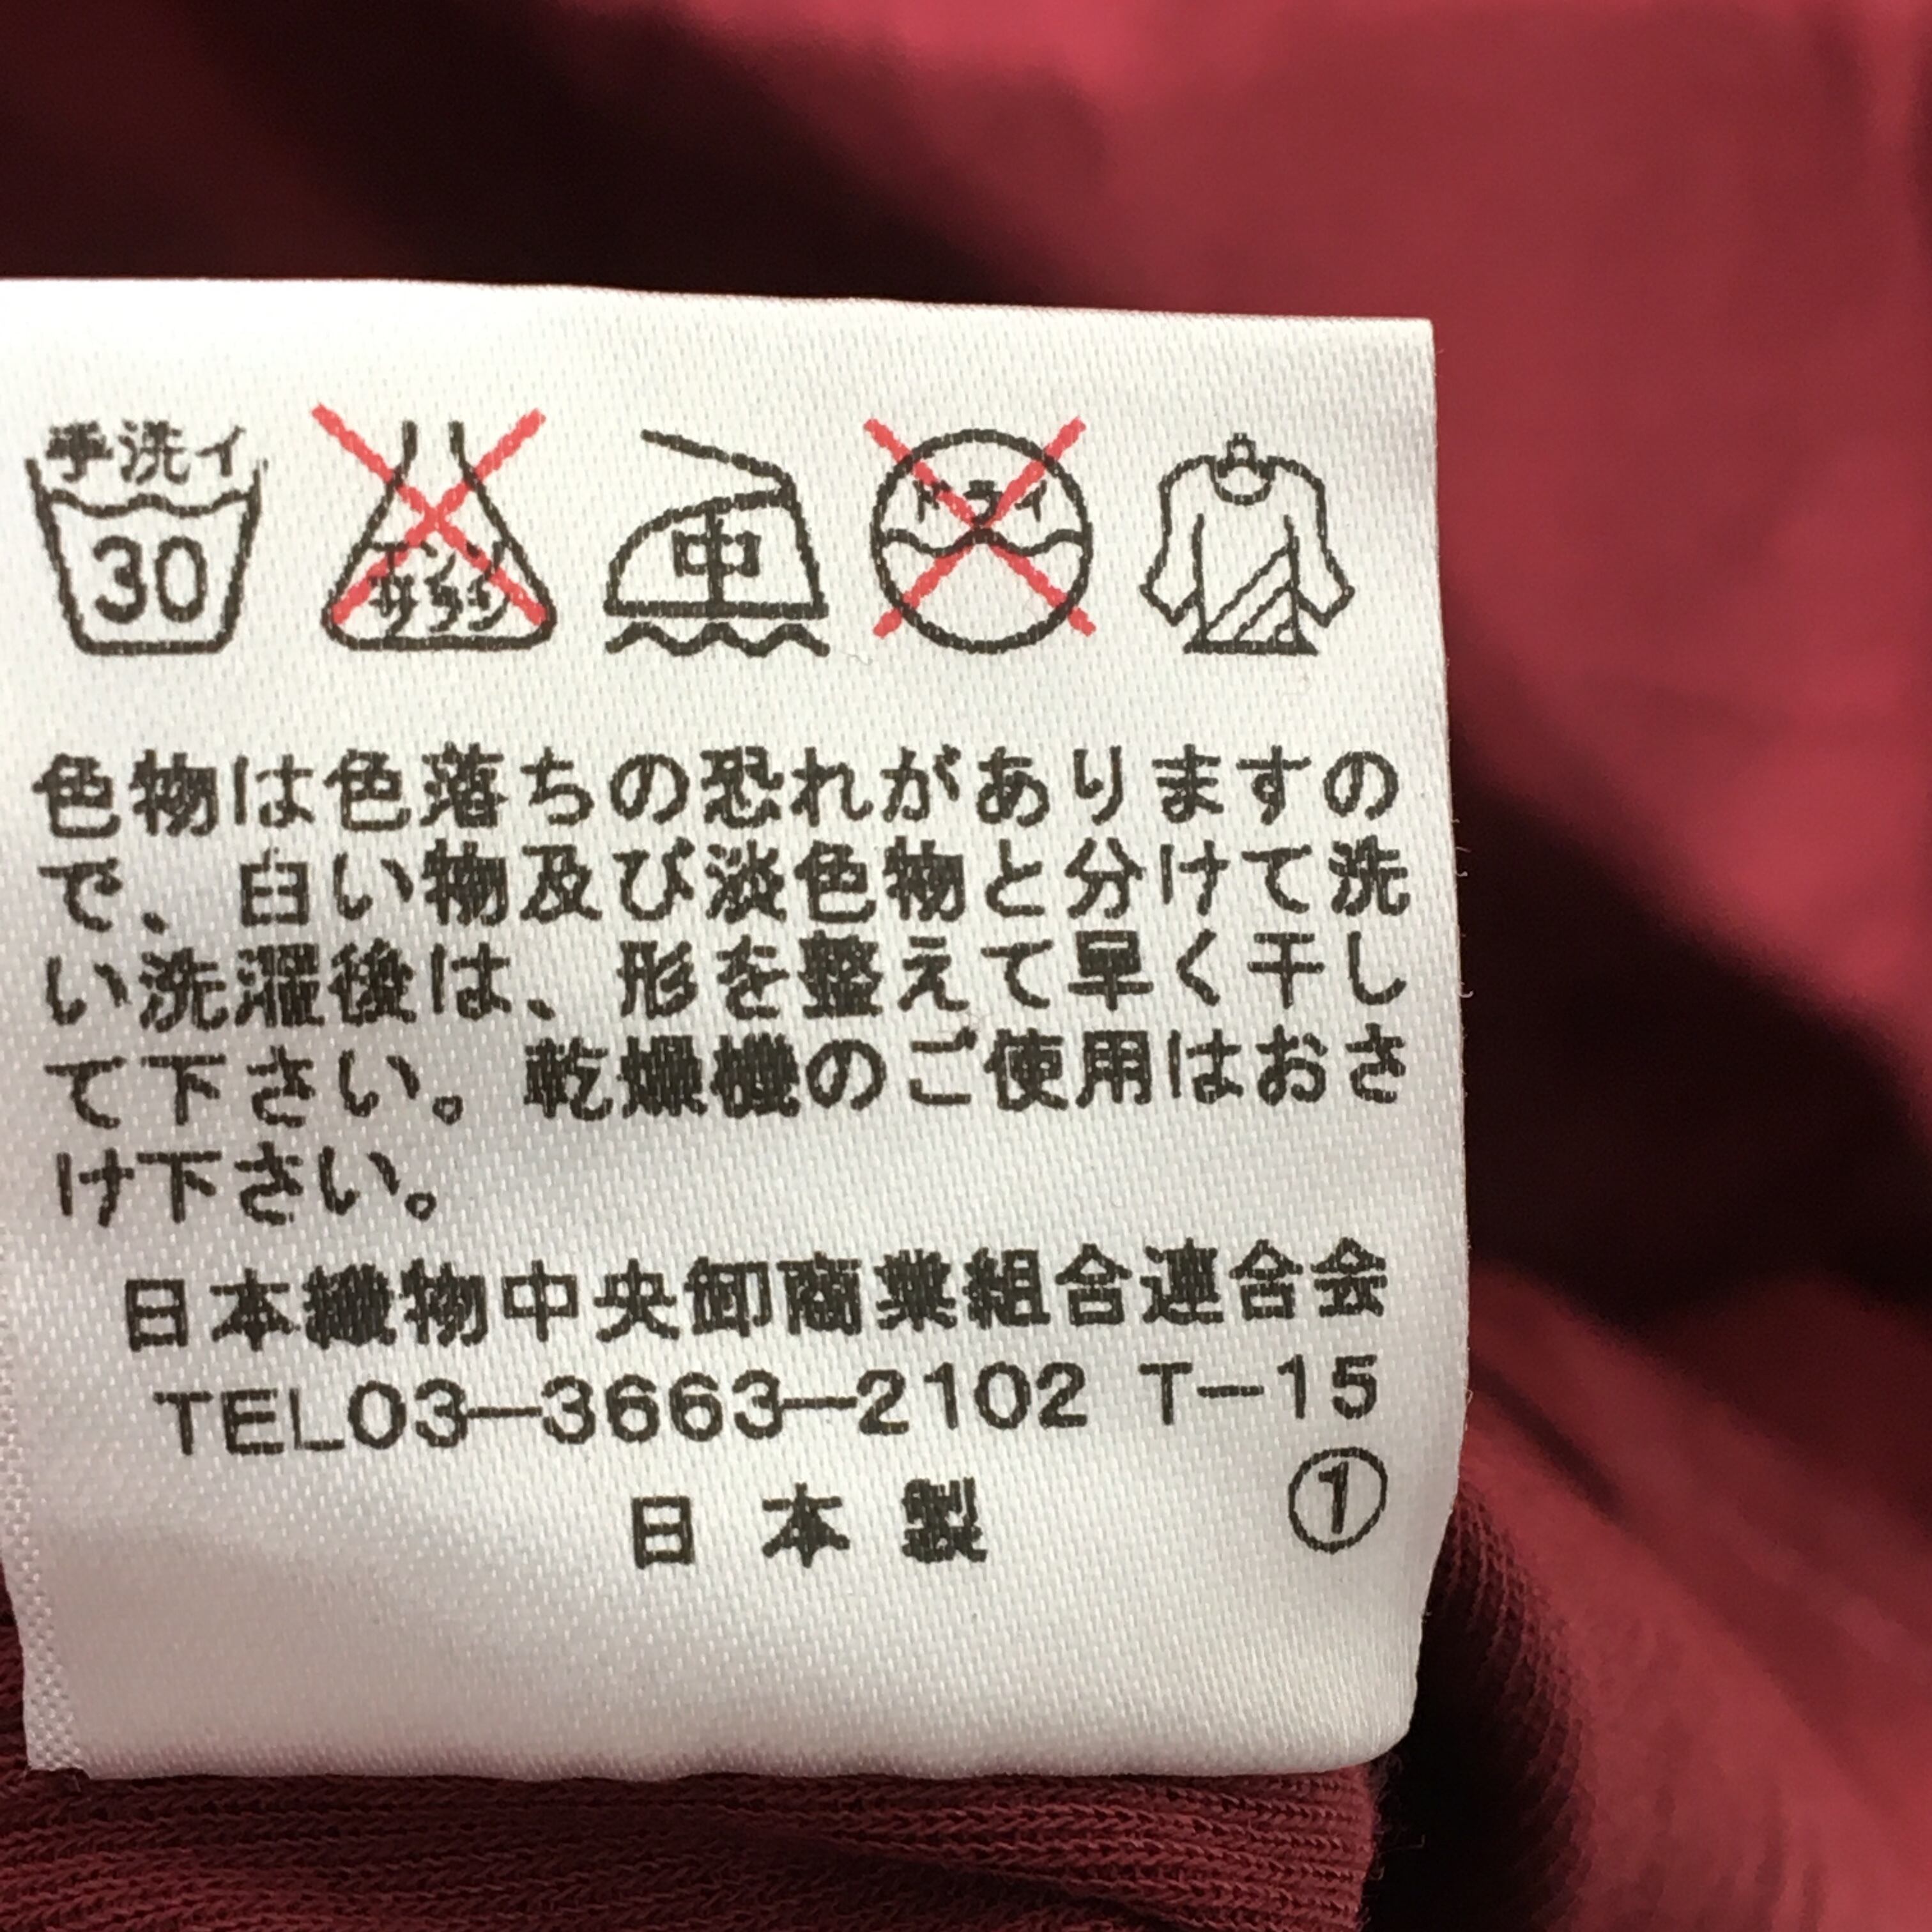 手洗イ
30
エンソ
サラシ
中
ドライ
色物は色落ちの恐れがありますの
で、白い物及び淡色物と分けて洗
い洗濯後は、形を整えて早く干し
て下さい。乾燥機のご使用はおさ
け下さい。
日本織物中央卸商業組合連合会
TEL03-3663-2102 T-15
日本製 ①